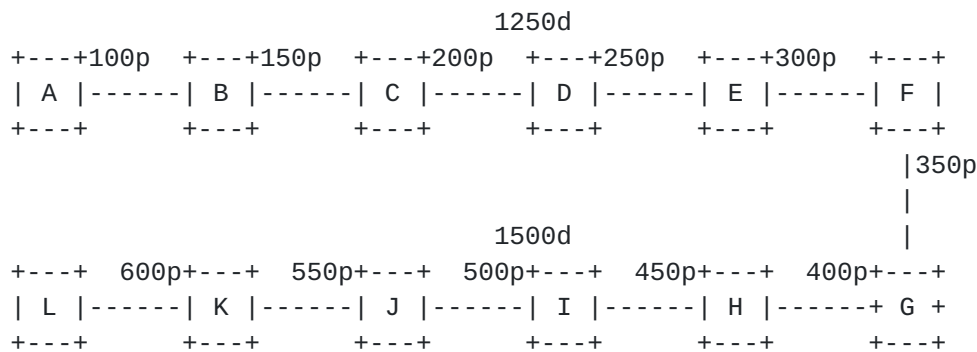 1250d
+---+100p  +---+150p  +---+200p  +---+250p  +---+300p  +---+
| A |------| B |------| C |------| D |------| E |------| F |
+---+      +---+      +---+      +---+      +---+      +---+
|350p
|
1500d                    |
+---+  600p+---+  550p+---+  500p+---+  450p+---+  400p+---+
| L |------| K |------| J |------| I |------| H |------+ G +
+---+      +---+      +---+      +---+      +---+      +---+